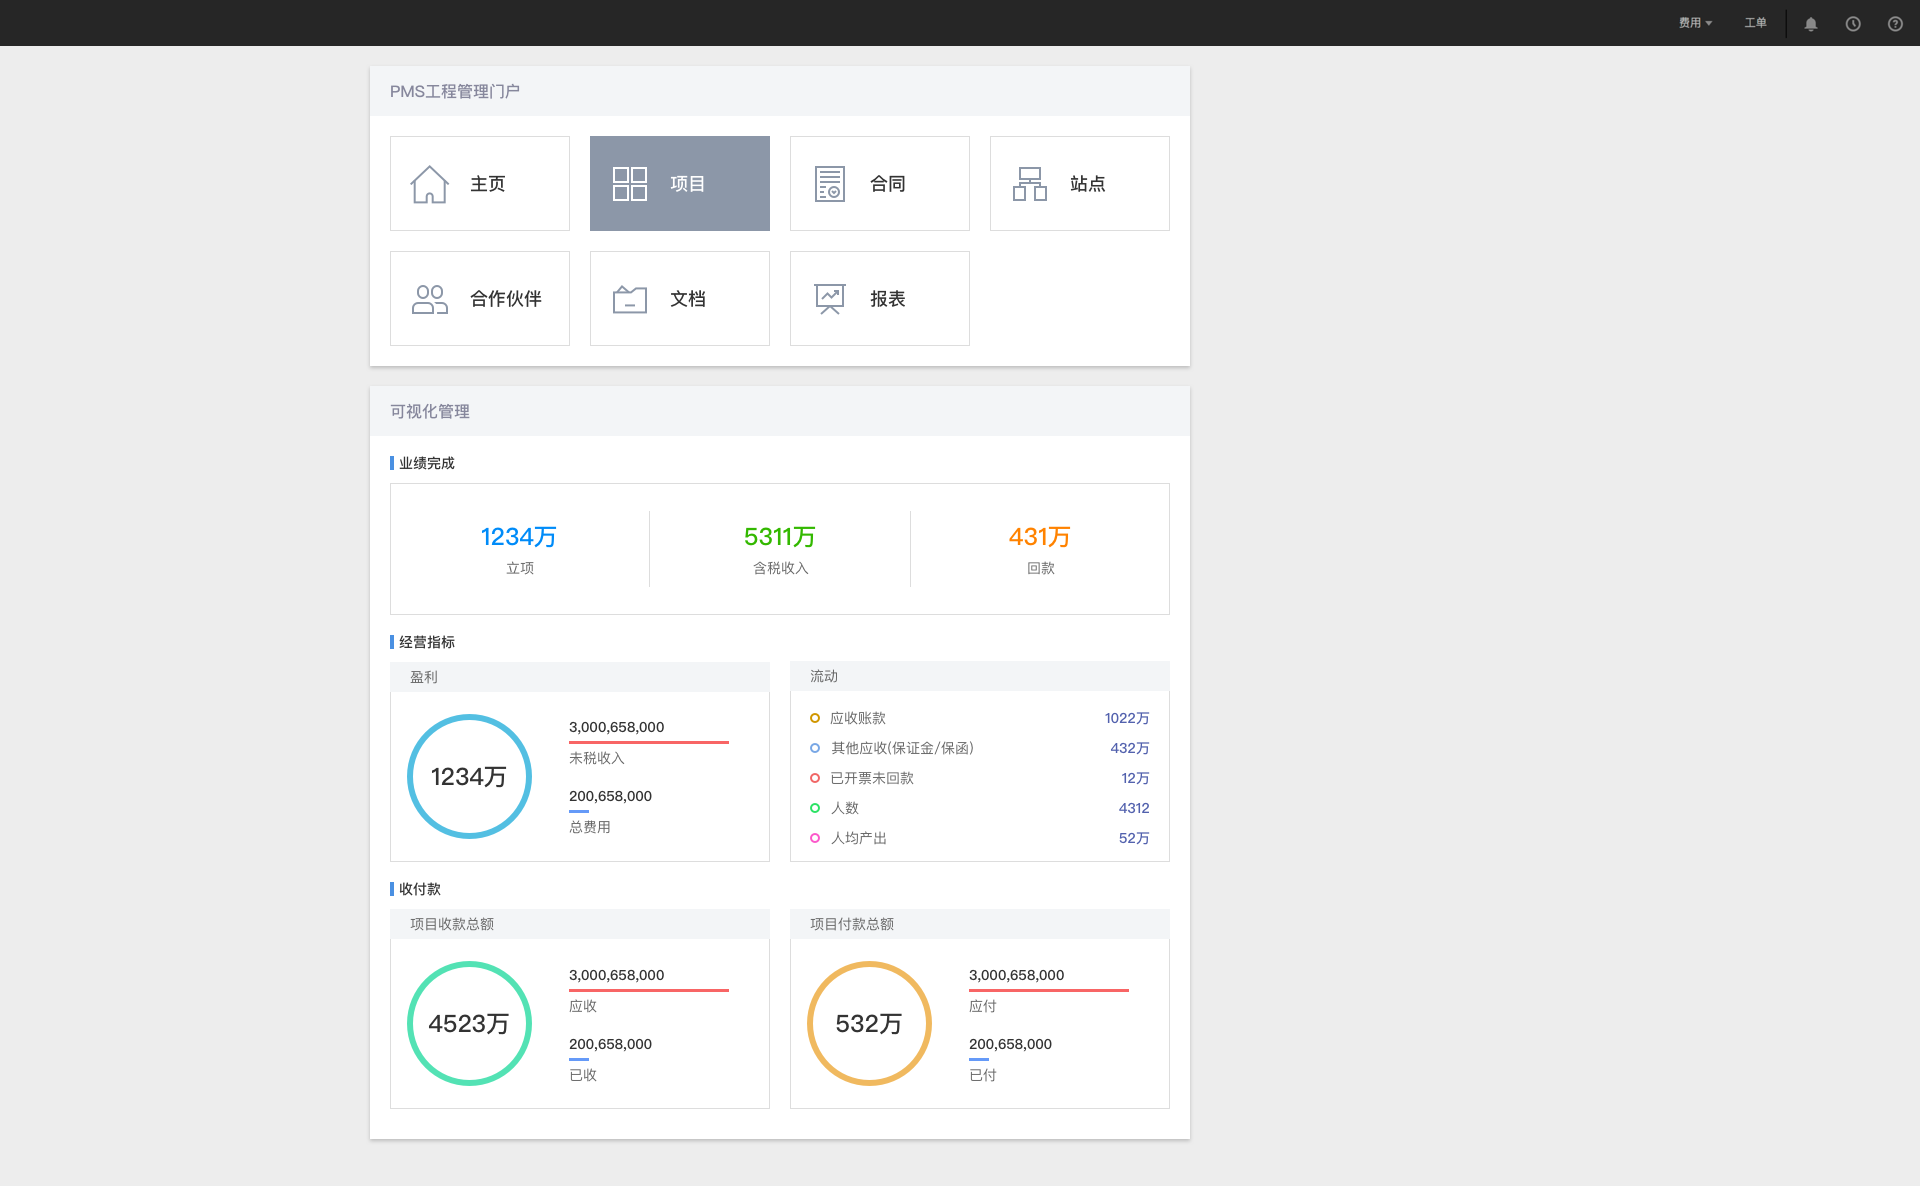 费用 工单
PMS工程管理门户
主页 项目 合同 站点
合作伙伴 文档 报表
可视化管理
业绩完成
1234万 5311万 431万
立项 含税收入 回款
经营指标
盈利
1234万
3,000,658,000
未税收入
200,658,000
总费用
流动
应收账款 1022万
其他应收(保证金/保函) 432万
已开票未回款 12万
人数 4312
人均产出 52万
收付款
项目收款总额
4523万
3,000,658,000
应收
200,658,000
已收
项目付款总额
532万
3,000,658,000
应付
200,658,000
已付